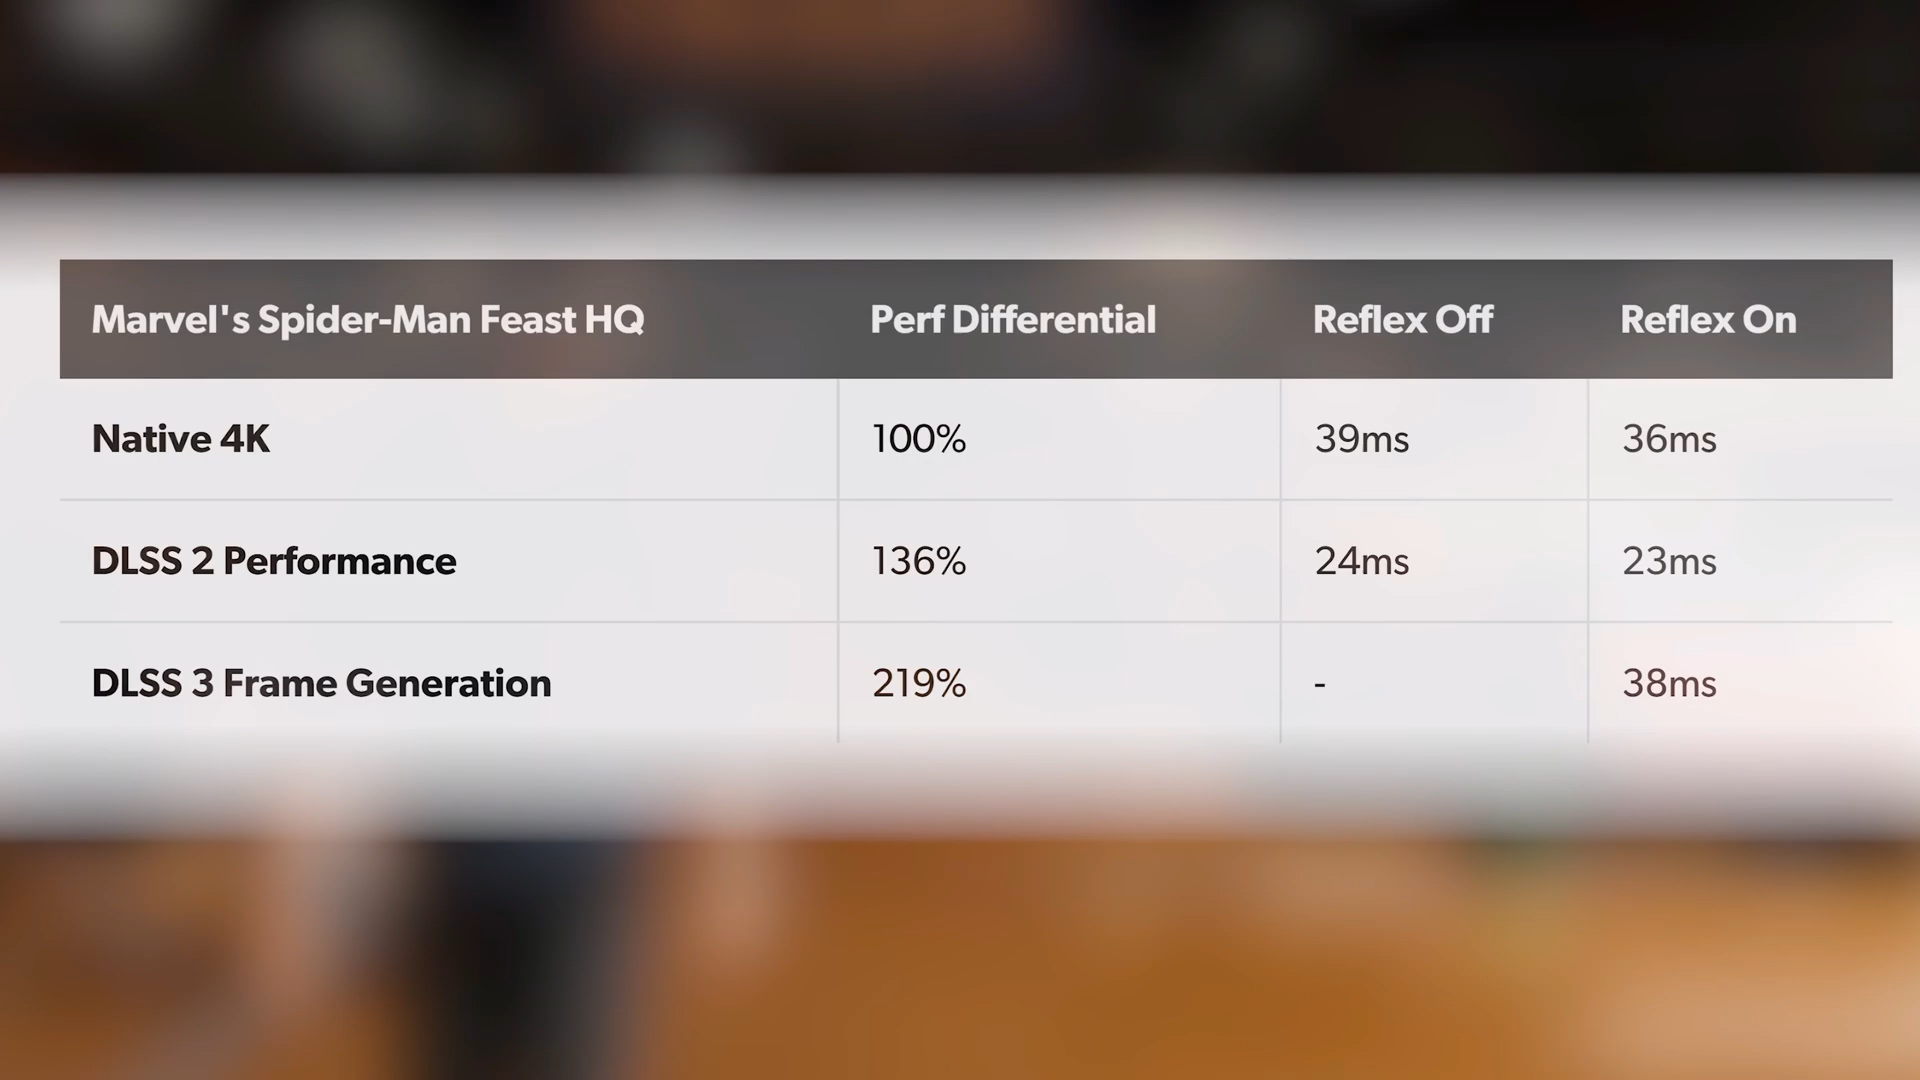 Marvel's Spider-Man Feast HQ Perf Differential Reflex Off Reflex On
Native 4K 100% 39ms 36ms
DLSS 2 Performance 136% 24ms 23ms
DLSS 3 Frame Generation 219% - 38ms